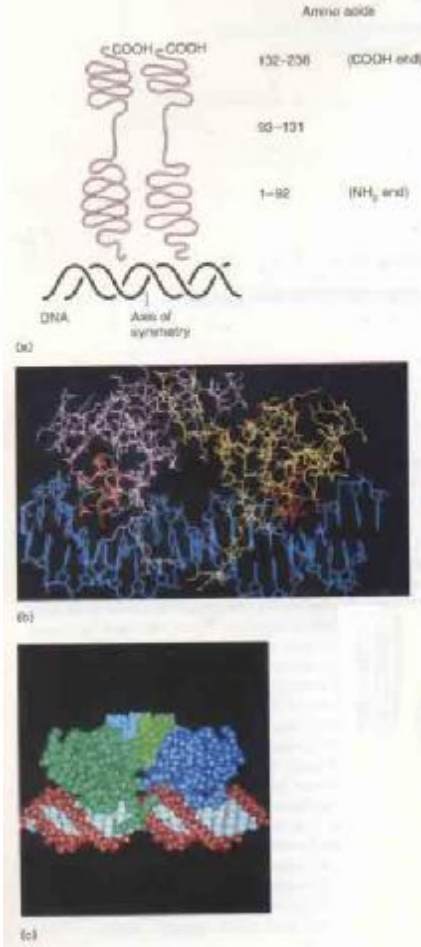 Amino acids
COOH COOH
132-236 (COOH end)
93-131
1-92 (NH₂ end)
DNA
Axis of
symmetry
(a)
(b)
(c)